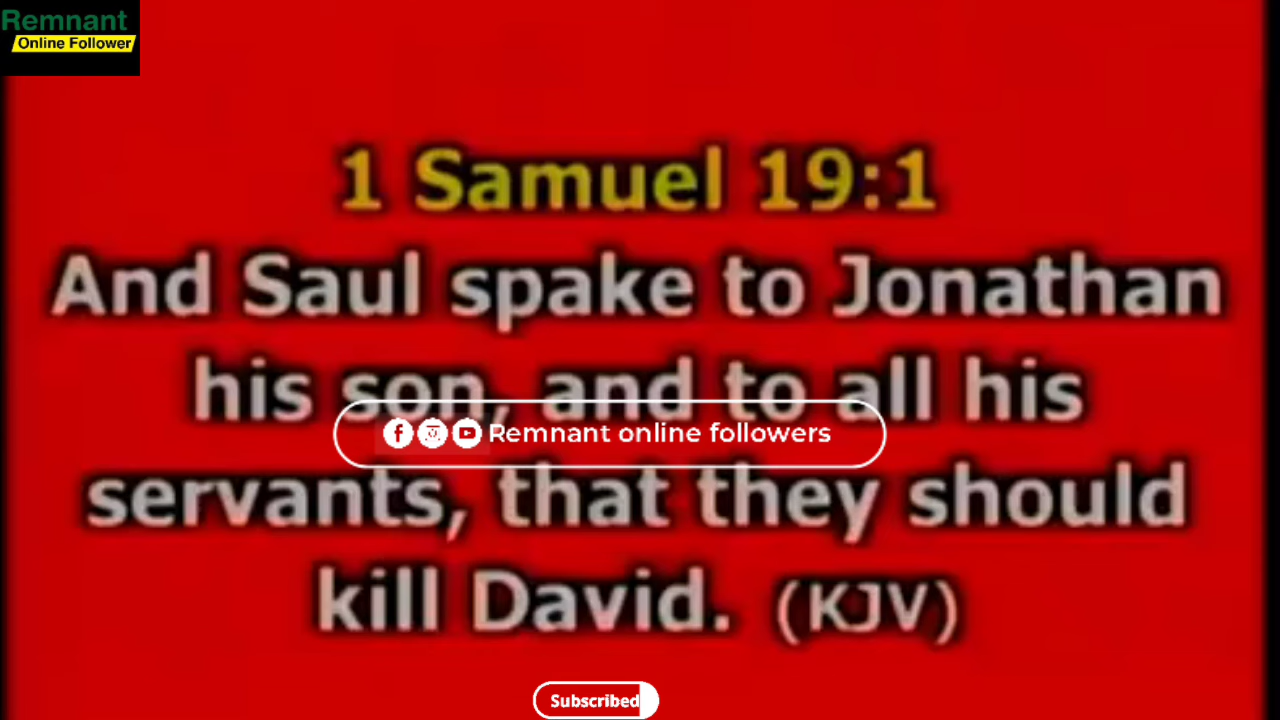 Remnant
Online Follower
1 Samuel 19:1
And Saul spake to Jonathan
his son, and to all his
Remnant online followers
servants, that they should
kill David. (KJV)
Subscribed